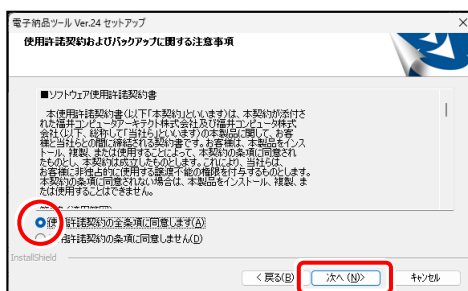 電子納品ツール Ver.24 セットアップ
使用許諾契約およびバックアップに関する注意事項
■ソフトウェア使用許諾契約書
本使用許諾契約書(以下「本契約」といいます)は、本契約が添付さ
れた福井コンピュータアーキテクト株式会社及び福井コンピュータ株式
会社(以下、総称して「当社」といいます)の本製品に関して、お客
様と当社との間に締結される契約書です。お客様は、本製品をインス
トール、複製、または使用することによって、本契約の条項に同意され
たものとし、本契約は成立したものとします。これにより、当社らは、
お客様に非独占的に使用する譲渡不能の権限を付与するものとします。
本契約の条項に同意されない場合は、本製品をインストール、複製、ま
たは使用することはできません。
使用許諾契約の全条項に同意します(A)
許諾契約の条項に同意しません(D)
InstallShield
< 戻る(B)
次へ (N)>
キャンセル